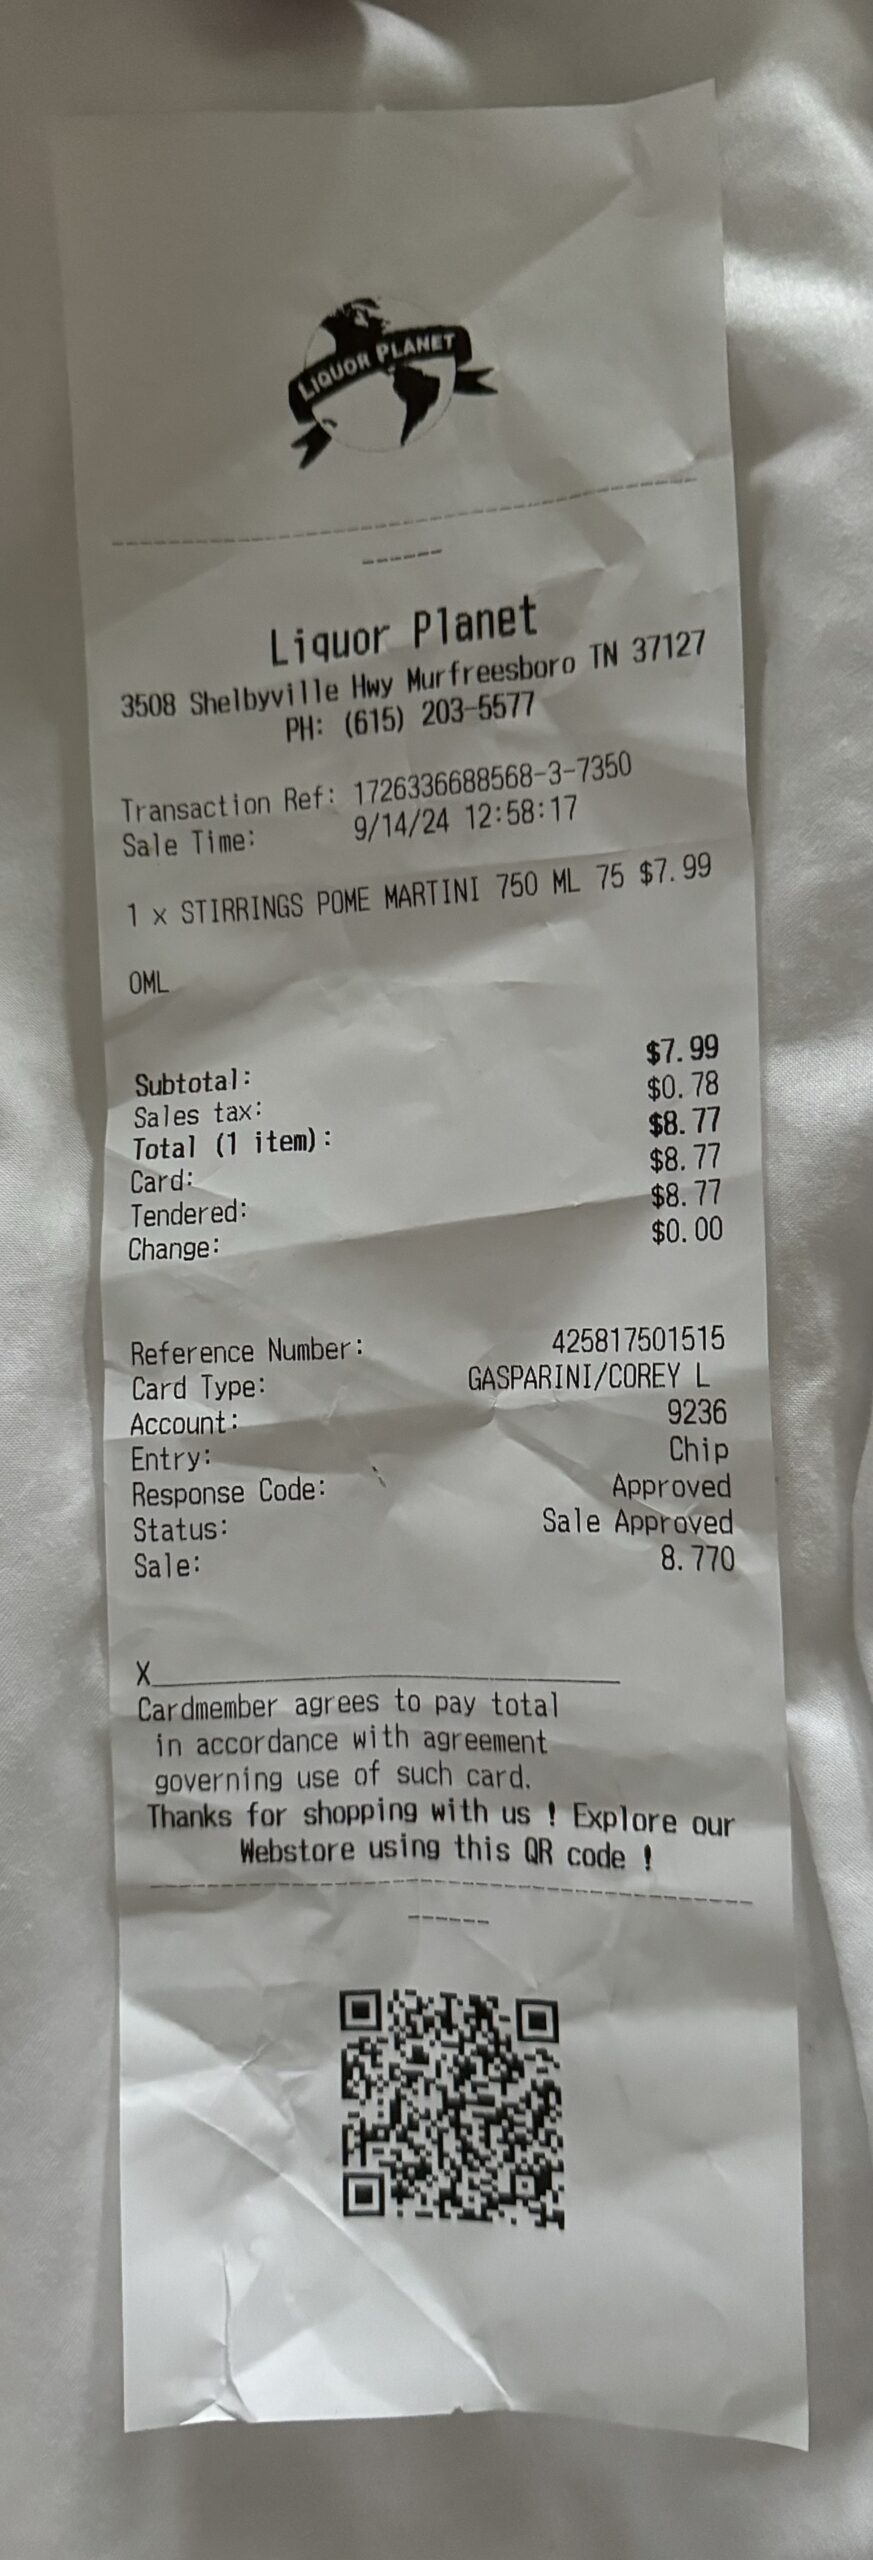 LIQUOR PLANET
------------------------------------------------
------
Liquor Planet
3508 Shelbyville Hwy Murfreesboro TN 37127
PH: (615) 203-5577
Transaction Ref: 1726336688568-3-7350
Sale Time: 9/14/24 12:58:17
1 x STIRRINGS POME MARTINI 750 ML 75 $7.99
0ML
Subtotal: $7.99
Sales tax: $0.78
Total (1 item): $8.77
Card: $8.77
Tendered: $8.77
Change: $0.00
Reference Number: 425817501515
Card Type: GASPARINI/COREY L
Account: 9236
Entry: Chip
Response Code: Approved
Status: Sale Approved
Sale: 8.770
X____________________________________
Cardmember agrees to pay total
in accordance with agreement
governing use of such card.
Thanks for shopping with us ! Explore our
Webstore using this QR code !
------------------------------------------------
------